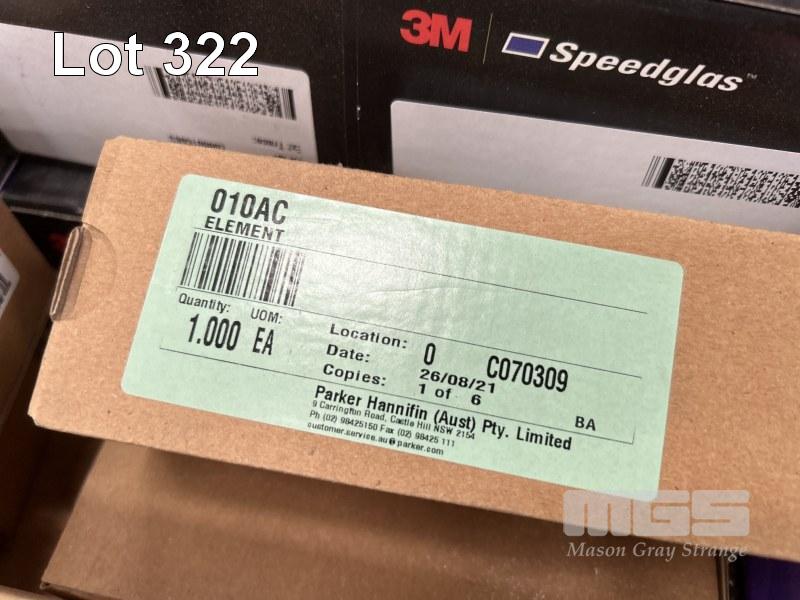 Lot 322
3M Speedglas™
010AC
ELEMENT
Quantity: UOM:
1.000 EA
Location: 0 C070309
Date: 26/08/21
Copies: 1 of 6
BA
Parker Hannifin (Aust) Pty. Limited
9 Carrington Road, Castle Hill NSW 2154
Ph (02) 98425150 Fax (02) 98425 111
customer.service.au@parker.com
MGS
Mason Gray Strange